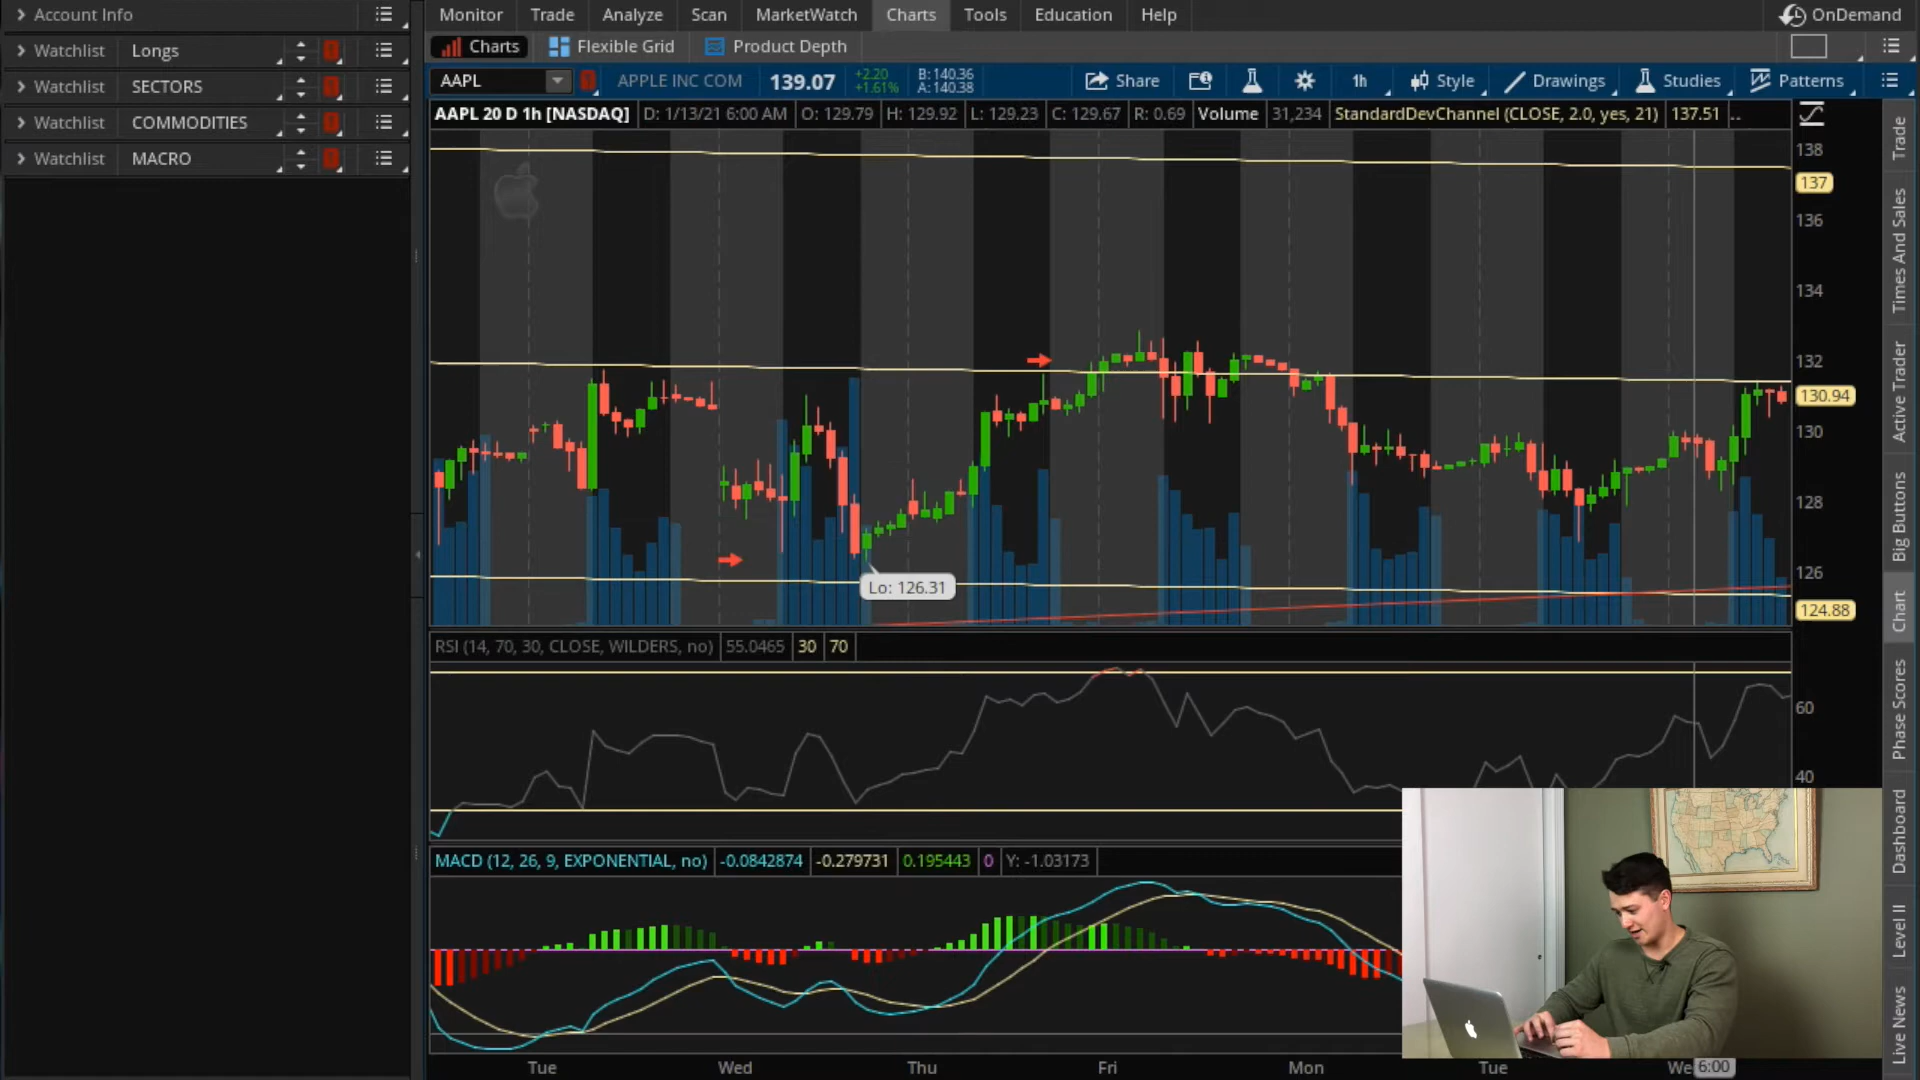 Account Info
Watchlist Longs
Watchlist SECTORS
Watchlist COMMODITIES
Watchlist MACRO
Monitor Trade Analyze Scan MarketWatch Charts Tools Education Help OnDemand
Charts Flexible Grid Product Depth
AAPL APPLE INC COM 139.07 +2.20 +1.61% B: 140.36 A: 140.38 Share 1h Style Drawings Studies Patterns
AAPL 20 D 1h [NASDAQ] D: 1/13/21 6:00 AM O: 129.79 H: 129.92 L: 129.23 C: 129.67 R: 0.69 Volume 31,234 StandardDevChannel (CLOSE, 2.0, yes, 21) 137.51 ..
138
137
136
134
132
130.94
130
128
126
124.88
Lo: 126.31
RSI (14, 70, 30, CLOSE, WILDERS, no) 55.0465 30 70
60
40
MACD (12, 26, 9, EXPONENTIAL, no) -0.0842874 -0.279731 0.195443 0 Y: -1.03173
Tue Wed Thu Fri Mon Tue We 6:00
Trade
Times And Sales
Active Trader
Big Buttons
Chart
Phase Scores
Dashboard
Level II
Live News